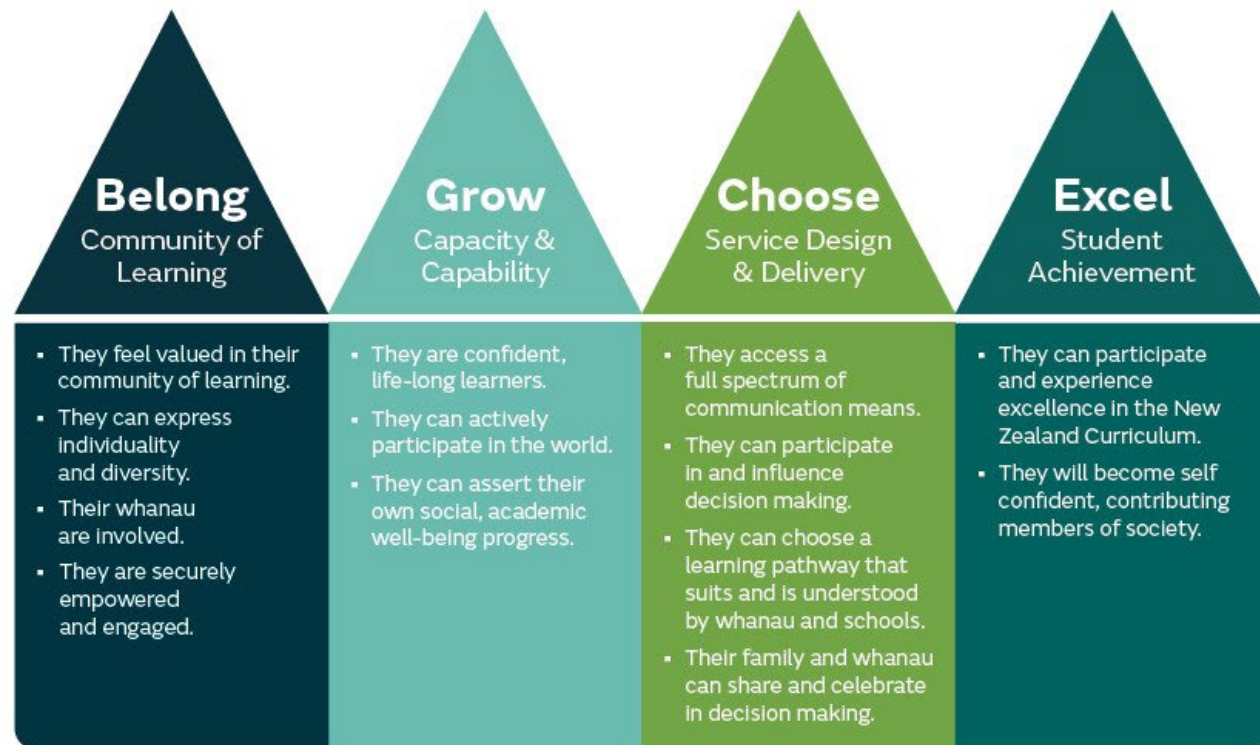 Belong
Community of
Learning
▪ They feel valued in their
community of learning.
▪ They can express
individuality
and diversity.
▪ Their whanau
are involved.
▪ They are securely
empowered
and engaged.
Grow
Capacity &
Capability
▪ They are confident,
life-long learners.
▪ They can actively
participate in the world.
▪ They can assert their
own social, academic
well-being progress.
Choose
Service Design
& Delivery
▪ They access a
full spectrum of
communication means.
▪ They can participate
in and influence
decision making.
▪ They can choose a
learning pathway that
suits and is understood
by whanau and schools.
▪ Their family and whanau
can share and celebrate
in decision making.
Excel
Student
Achievement
▪ They can participate
and experience
excellence in the New
Zealand Curriculum.
▪ They will become self
confident, contributing
members of society.